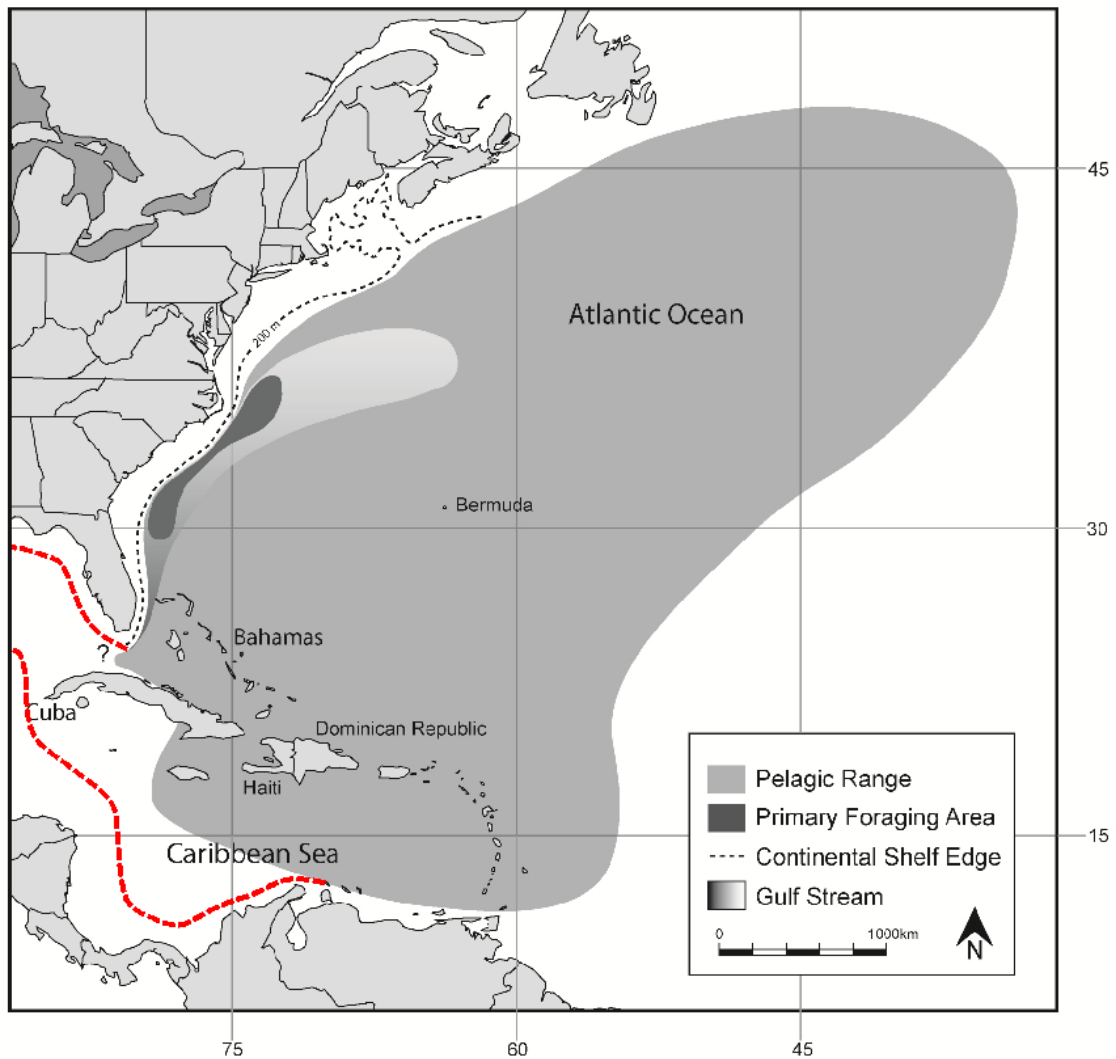 45
Atlantic Ocean
200 m
Bermuda
30
?
Bahamas
Cuba
Dominican Republic
Haiti
15
Caribbean Sea
Pelagic Range
Primary Foraging Area
Continental Shelf Edge
Gulf Stream
0 1000km
N
75 60 45